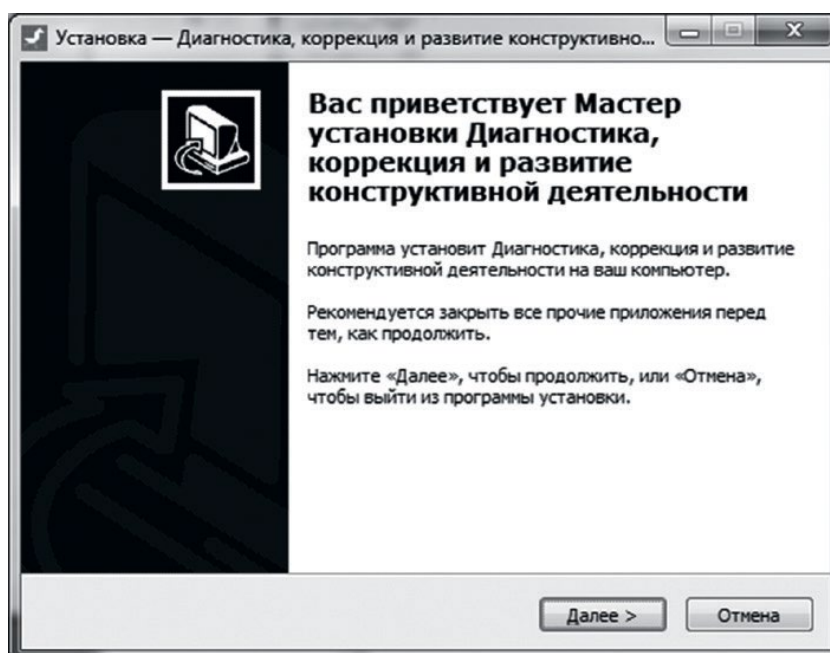 Установка — Диагностика, коррекция и развитие конструктивно...
Вас приветствует Мастер
установки Диагностика,
коррекция и развитие
конструктивной деятельности
Программа установит Диагностика, коррекция и развитие
конструктивной деятельности на ваш компьютер.
Рекомендуется закрыть все прочие приложения перед
тем, как продолжить.
Нажмите «Далее», чтобы продолжить, или «Отмена»,
чтобы выйти из программы установки.
Далее >
Отмена